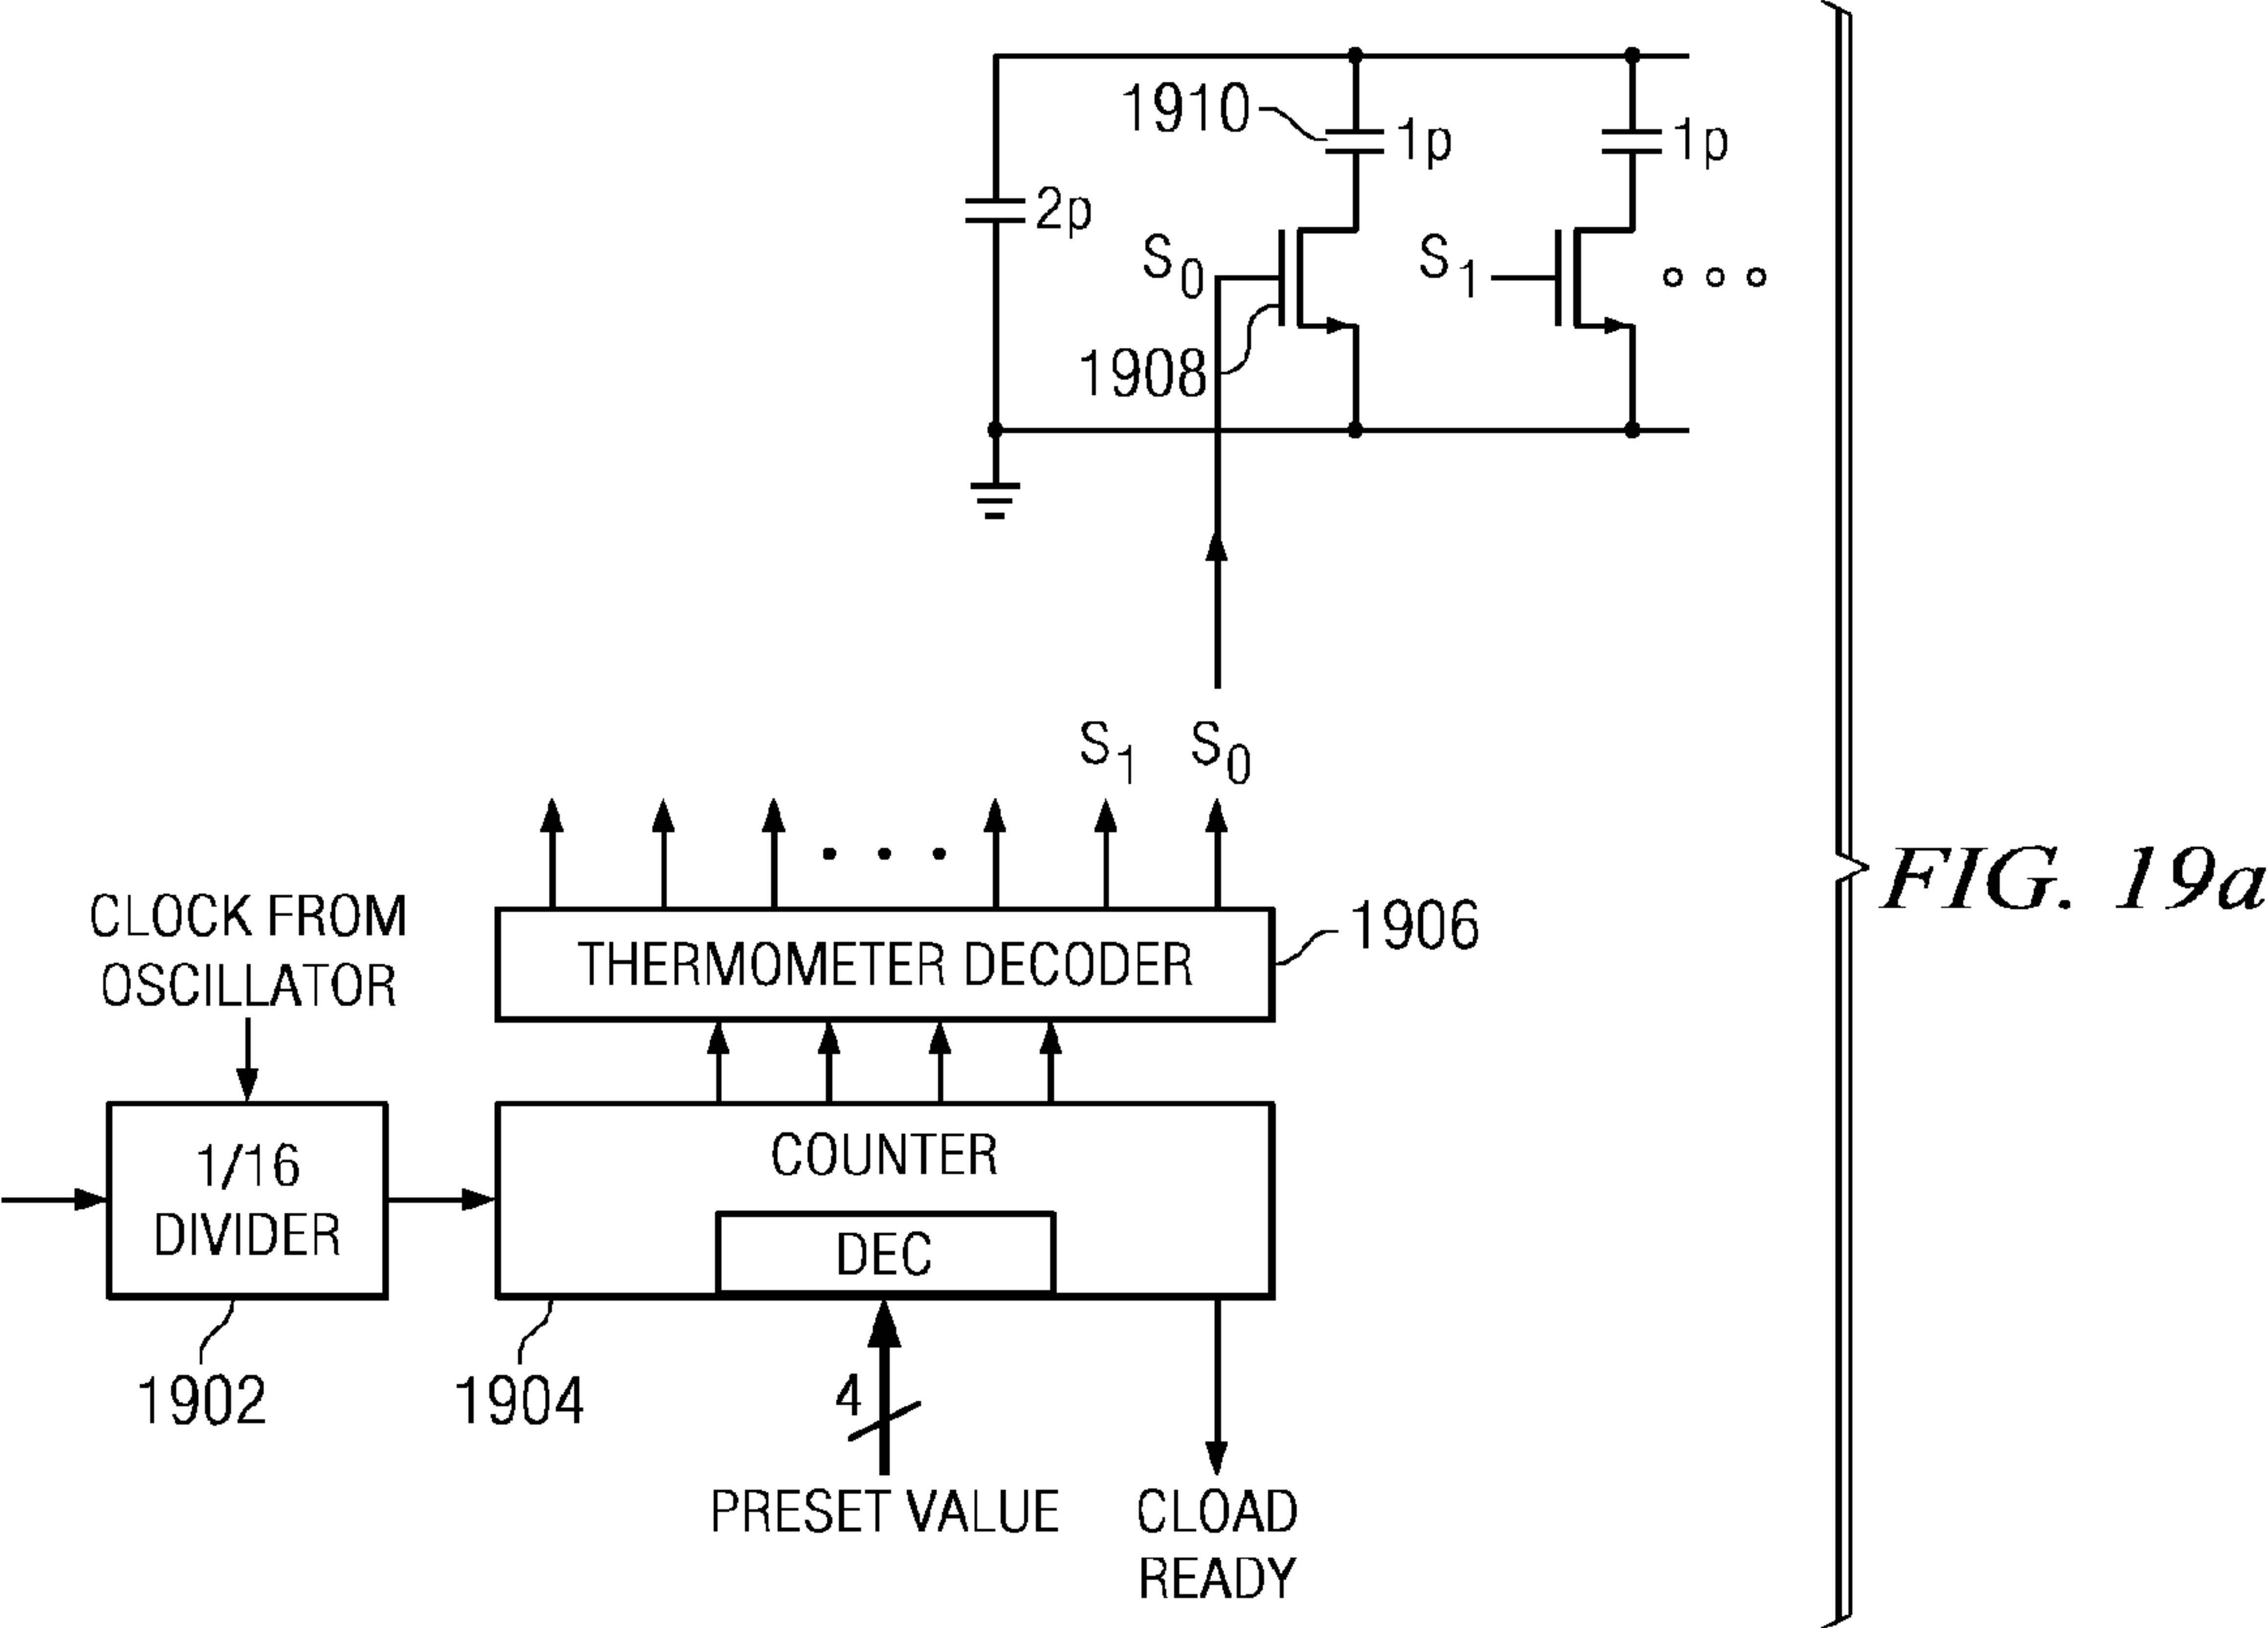 1910
1p
1p
2p
S0
S1
1908
S1
S0
FIG. 19a
CLOCK FROM
OSCILLATOR
THERMOMETER DECODER
1906
1/16
DIVIDER
COUNTER
DEC
1902
1904
4
PRESET VALUE
CLOAD
READY